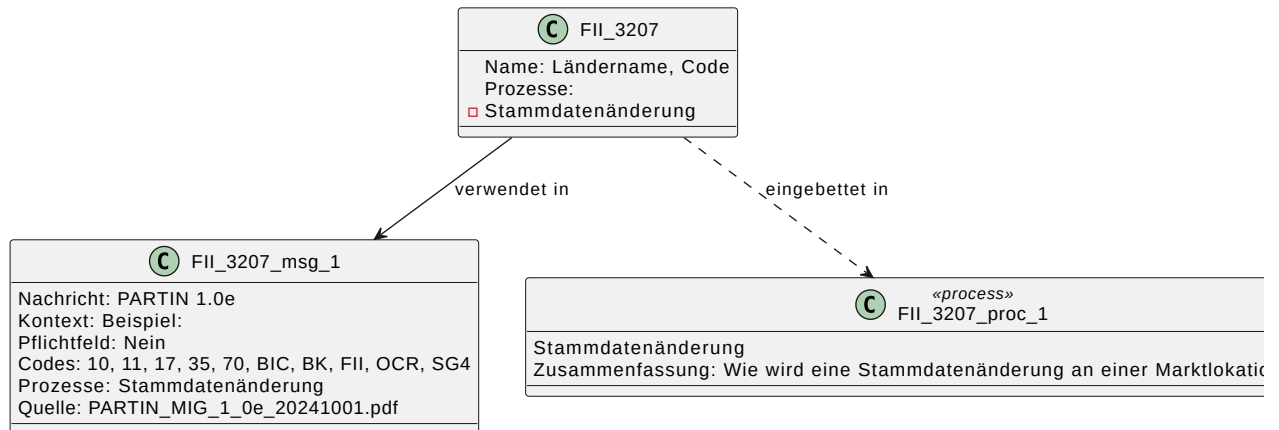 C FII_3207
Name: Ländername, Code
Prozesse:
Stammdatenänderung
verwendet in
eingebettet in
C FII_3207_msg_1
Nachricht: PARTIN 1.0e
Kontext: Beispiel:
Pflichtfeld: Nein
Codes: 10, 11, 17, 35, 70, BIC, BK, FII, OCR, SG4
Prozesse: Stammdatenänderung
Quelle: PARTIN_MIG_1_0e_20241001.pdf
C «process»
FII_3207_proc_1
Stammdatenänderung
Zusammenfassung: Wie wird eine Stammdatenänderung an einer Marktlokatio